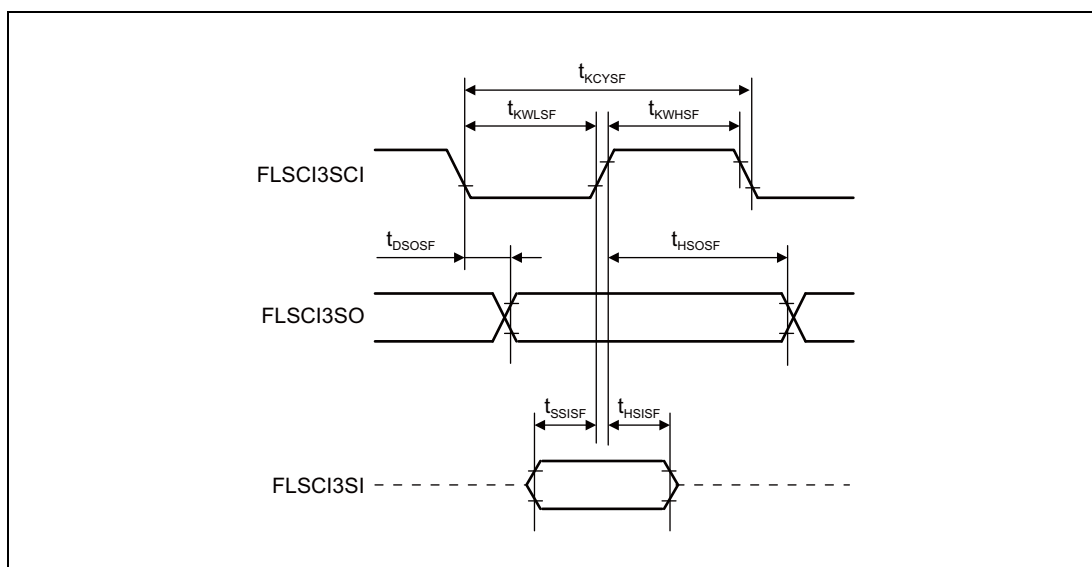 tKCYSF
tKWLSF tKWHSF
FLSCI3SCI
tDSOSF tHSOSF
FLSCI3SO
tSSISF tHSISF
FLSCI3SI